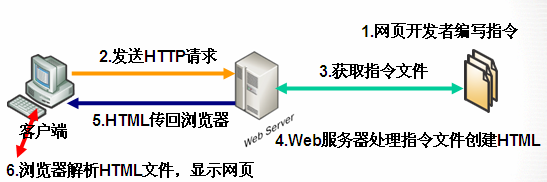 1.网页开发者编写指令
2.发送HTTP请求
3.获取指令文件
客户端
5.HTML传回浏览器
Web Server
4.Web服务器处理指令文件创建HTML
6.浏览器解析HTML文件，显示网页